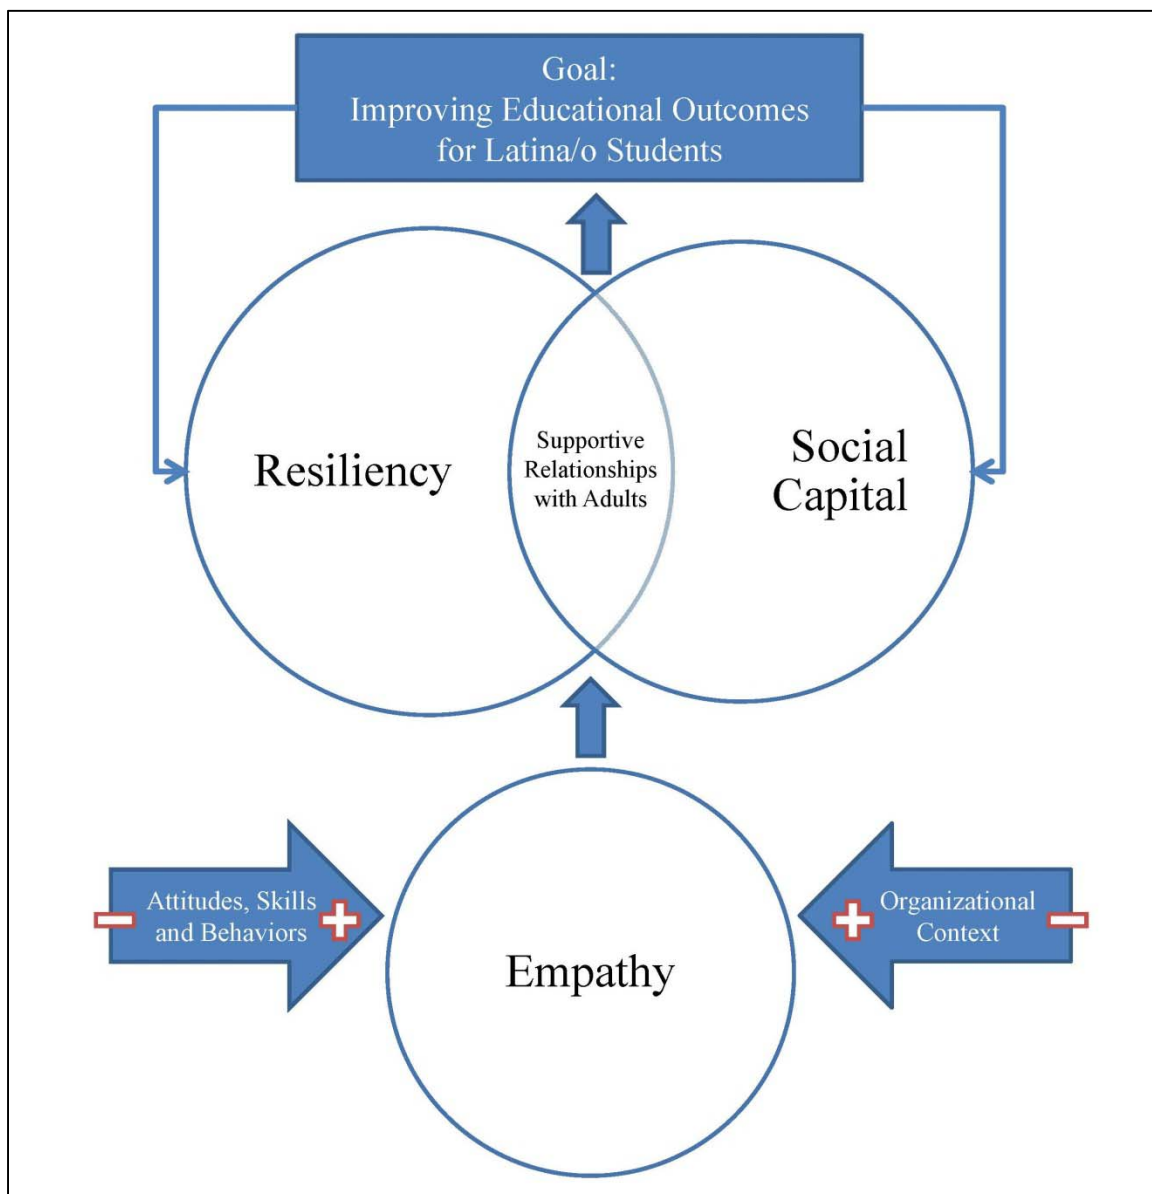 Goal:
Improving Educational Outcomes
for Latina/o Students
Resiliency
Supportive
Relationships
with Adults
Social
Capital
Attitudes, Skills
and Behaviors
Organizational
Context
Empathy